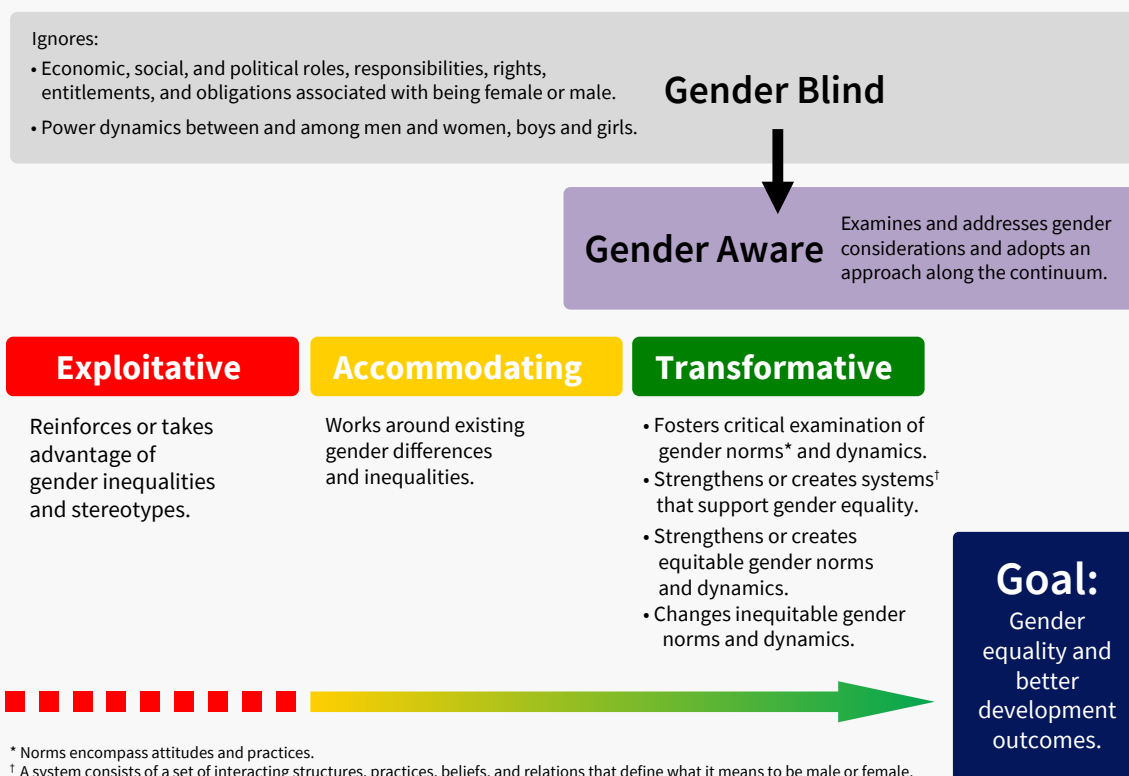 Ignores:
• Economic, social, and political roles, responsibilities, rights,
entitlements, and obligations associated with being female or male.
• Power dynamics between and among men and women, boys and girls.
Gender Blind
Gender Aware
Examines and addresses gender
considerations and adopts an
approach along the continuum.
Exploitative
Reinforces or takes
advantage of
gender inequalities
and stereotypes.
Accommodating
Works around existing
gender differences
and inequalities.
Transformative
• Fosters critical examination of
gender norms* and dynamics.
• Strengthens or creates systems†
that support gender equality.
• Strengthens or creates
equitable gender norms
and dynamics.
• Changes inequitable gender
norms and dynamics.
Goal:
Gender
equality and
better
development
outcomes.
* Norms encompass attitudes and practices.
† A system consists of a set of interacting structures, practices, beliefs, and relations that define what it means to be male or female.